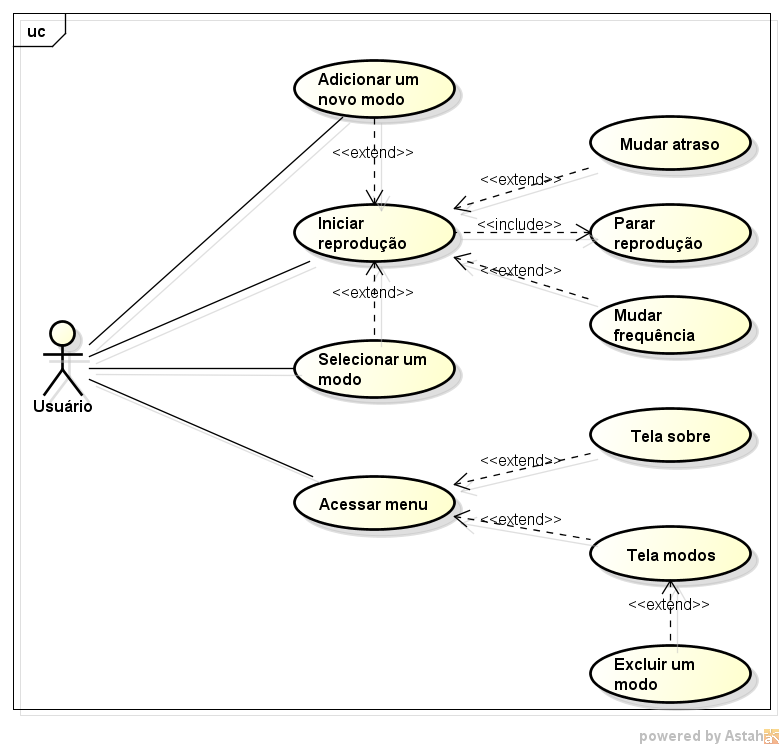 uc
Adicionar um
novo modo
<<extend>>
Mudar atraso
<<extend>>
Iniciar
reprodução
<<include>>
Parar
reprodução
<<extend>>
<<extend>>
Mudar
frequência
Selecionar um
modo
Usuário
Tela sobre
<<extend>>
Acessar menu
<<extend>>
Tela modos
<<extend>>
Excluir um
modo
powered by Astah